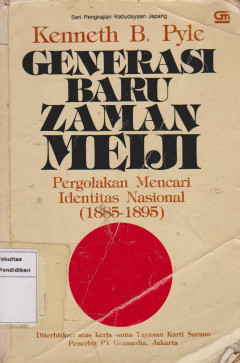 Seri Pengkajian Kebudayaan Jepang
GM
Kenneth B. Pyle
GENERASI
BARU
ZAMAN
MEIJI
Pergolakan Mencari
Identitas Nasional
(1885-1895)
Fakultas
Pendidikan
Diterbitkan atas kerja sama Yayasan Karti Sarana
Penerbit PT Gramedia, Jakarta